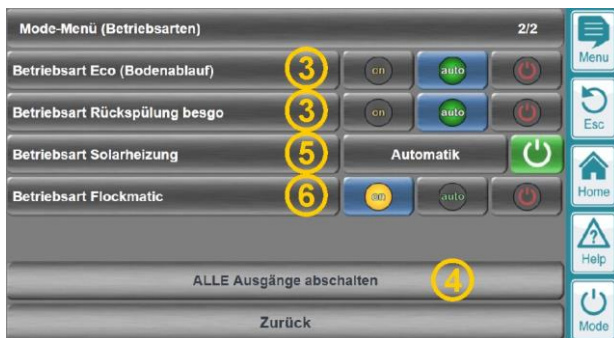 Mode-Menü (Betriebsarten) 2/2
Betriebsart Eco (Bodenablauf) 3 on auto
Betriebsart Rückspülung besgo 3 on auto
Betriebsart Solarheizung 5 Automatik
Betriebsart Flockmatic 6 on auto
ALLE Ausgänge abschalten 4
Zurück
Menu
Esc
Home
Help
Mode